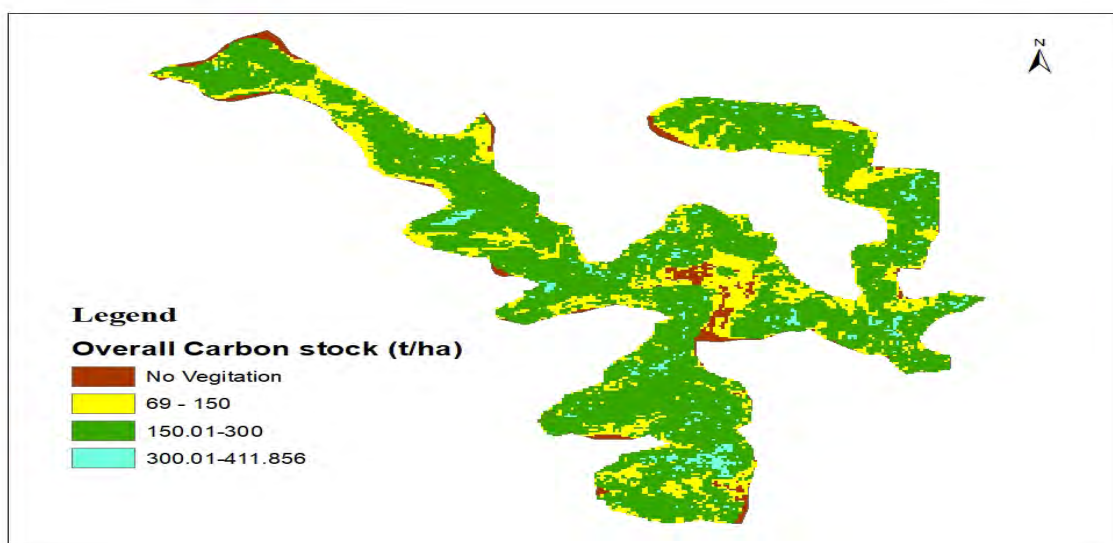 N
Legend
Overall Carbon stock (t/ha)
No Vegitation
69 - 150
150.01-300
300.01-411.856